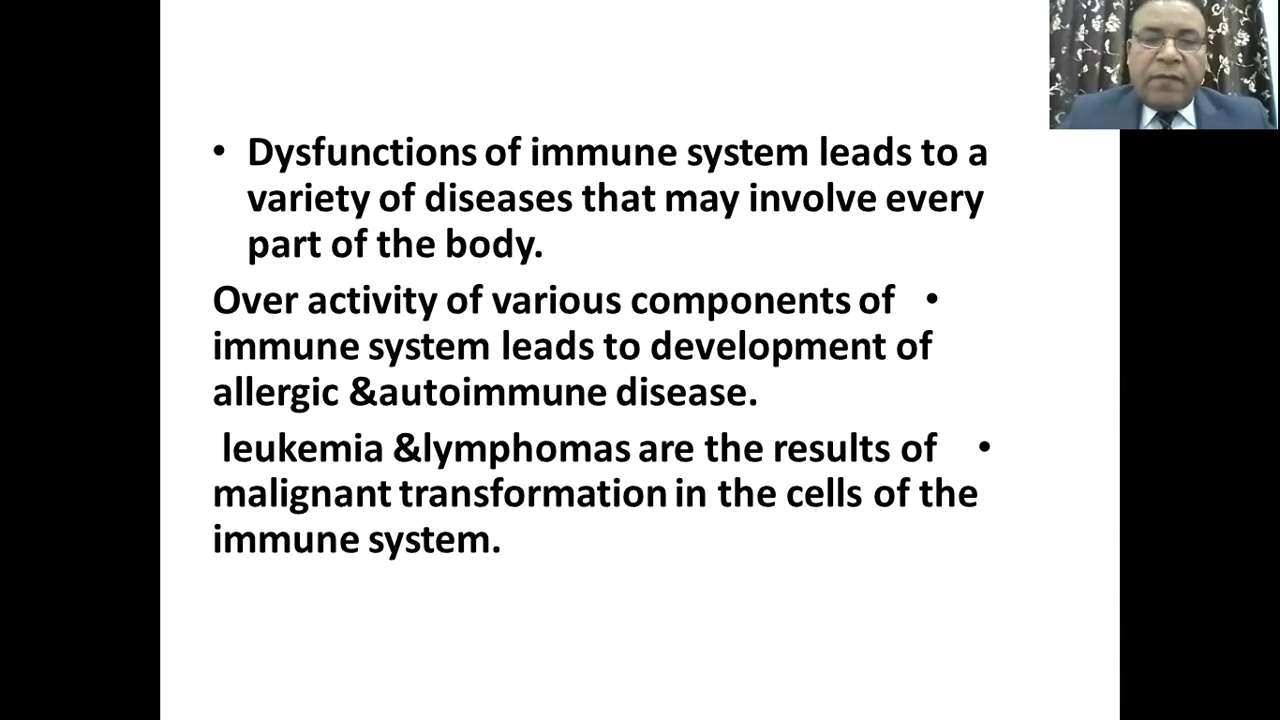 • Dysfunctions of immune system leads to a
variety of diseases that may involve every
part of the body.
Over activity of various components of •
immune system leads to development of
allergic &autoimmune disease.
leukemia &lymphomas are the results of •
malignant transformation in the cells of the
immune system.